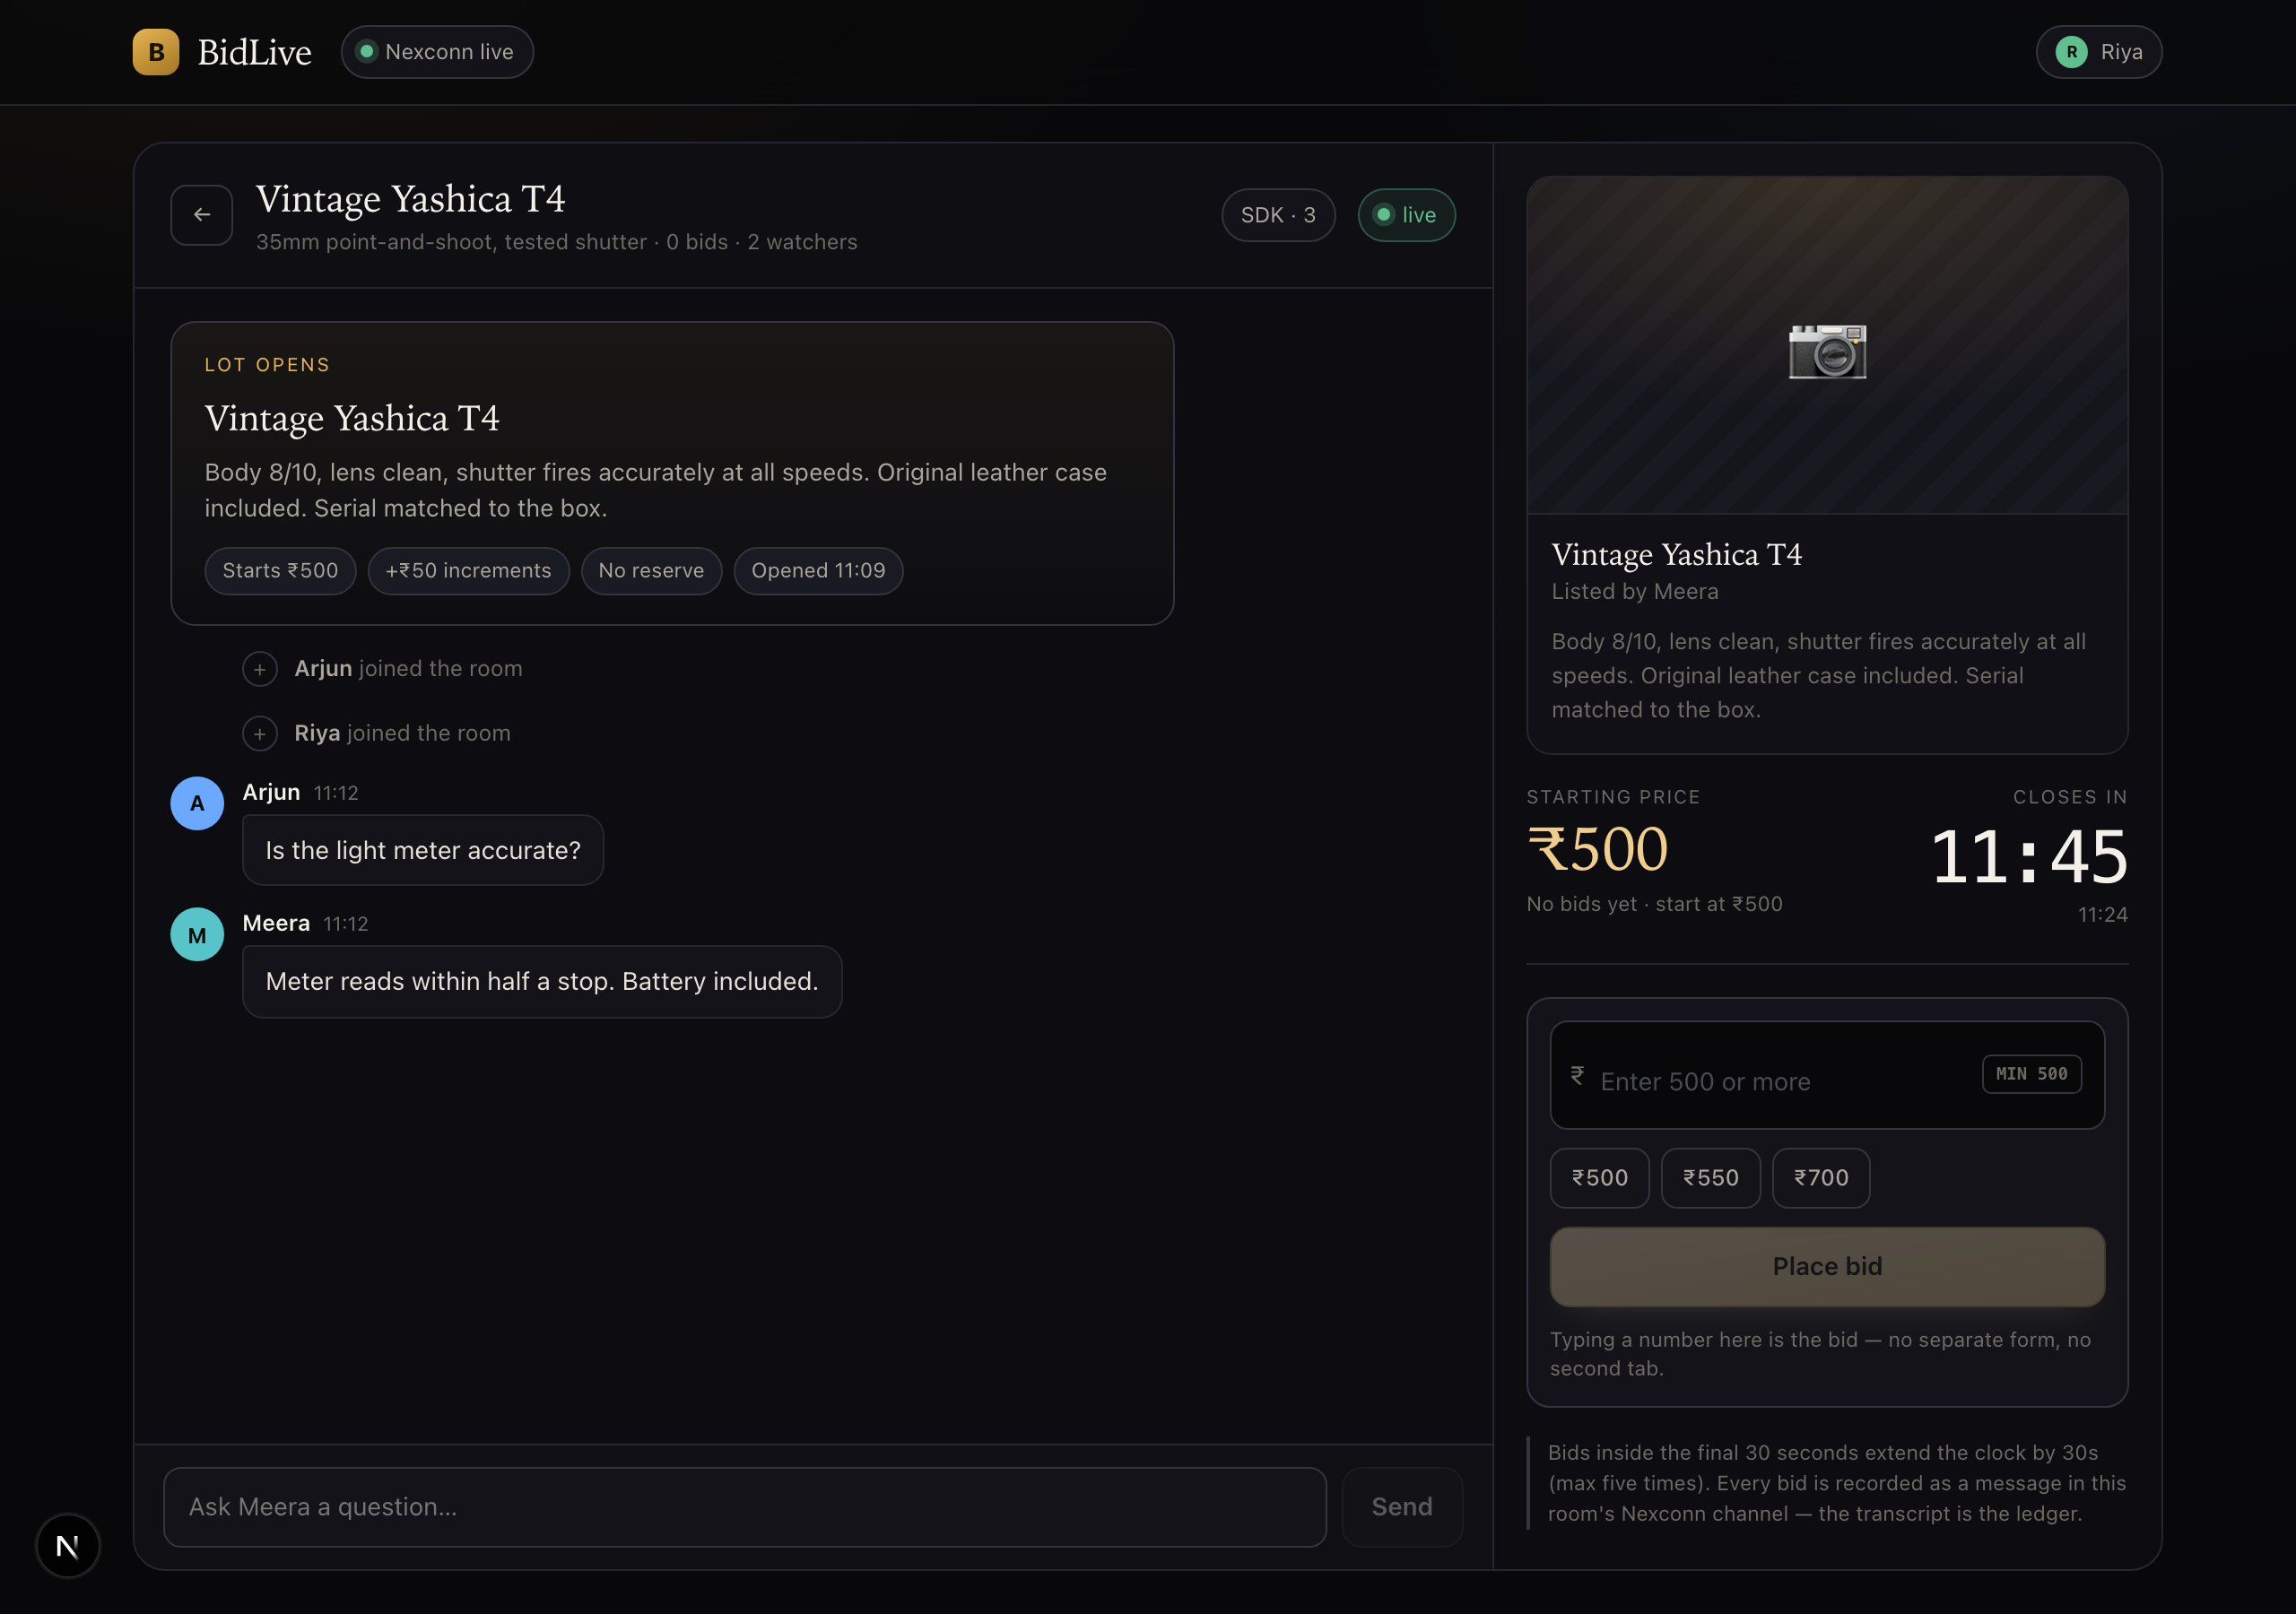 B BidLive Nexconn live R Riya
Vintage Yashica T4
35mm point-and-shoot, tested shutter · 0 bids · 2 watchers
SDK · 3 live
LOT OPENS
Vintage Yashica T4
Body 8/10, lens clean, shutter fires accurately at all speeds. Original leather case
included. Serial matched to the box.
Starts ₹500 +₹50 increments No reserve Opened 11:09
Arjun joined the room
Riya joined the room
A Arjun 11:12
Is the light meter accurate?
M Meera 11:12
Meter reads within half a stop. Battery included.
Ask Meera a question...
Send
Vintage Yashica T4
Listed by Meera
Body 8/10, lens clean, shutter fires accurately at all
speeds. Original leather case included. Serial
matched to the box.
STARTING PRICE CLOSES IN
₹500 11:45
No bids yet · start at ₹500 11:24
₹ Enter 500 or more MIN 500
₹500 ₹550 ₹700
Place bid
Typing a number here is the bid — no separate form, no
second tab.
Bids inside the final 30 seconds extend the clock by 30s
(max five times). Every bid is recorded as a message in this
room's Nexconn channel — the transcript is the ledger.
N